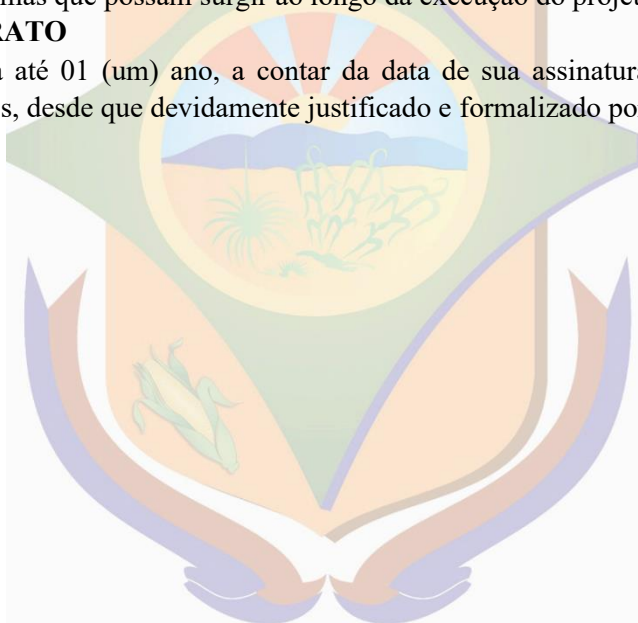 mas que possam surgir ao longo da execução do projet
RATO
até 01 (um) ano, a contar da data de sua assinatura
s, desde que devidamente justificado e formalizado po